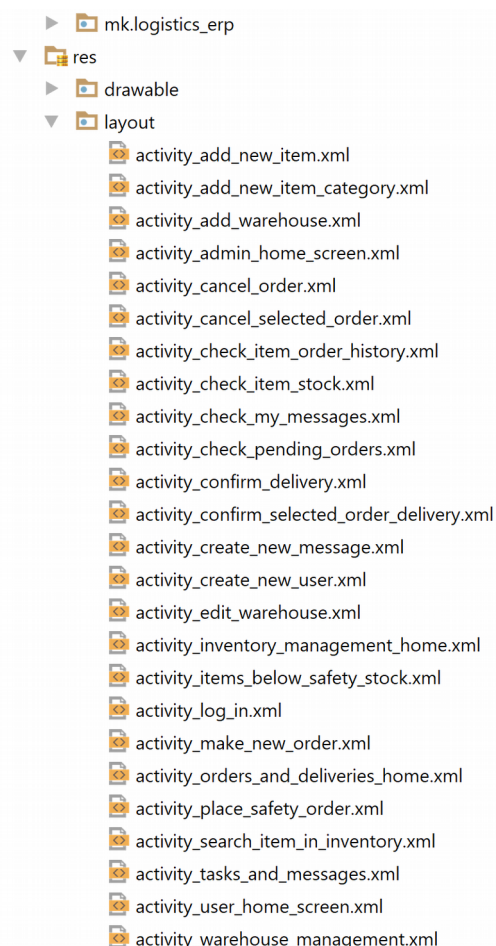 mk.logistics_erp
res
drawable
layout
activity_add_new_item.xml
activity_add_new_item_category.xml
activity_add_warehouse.xml
activity_admin_home_screen.xml
activity_cancel_order.xml
activity_cancel_selected_order.xml
activity_check_item_order_history.xml
activity_check_item_stock.xml
activity_check_my_messages.xml
activity_check_pending_orders.xml
activity_confirm_delivery.xml
activity_confirm_selected_order_delivery.xml
activity_create_new_message.xml
activity_create_new_user.xml
activity_edit_warehouse.xml
activity_inventory_management_home.xml
activity_items_below_safety_stock.xml
activity_log_in.xml
activity_make_new_order.xml
activity_orders_and_deliveries_home.xml
activity_place_safety_order.xml
activity_search_item_in_inventory.xml
activity_tasks_and_messages.xml
activity_user_home_screen.xml
activity_warehouse_management.xml